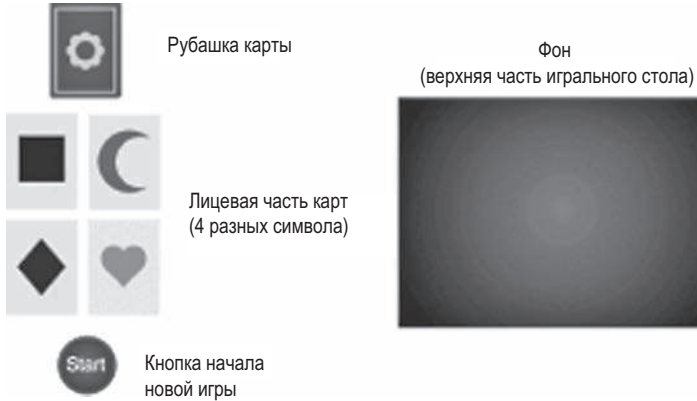 Рубашка карты
Фон
(верхняя часть игрального стола)
Лицевая часть карт
(4 разных символа)
Start
Кнопка начала
новой игры